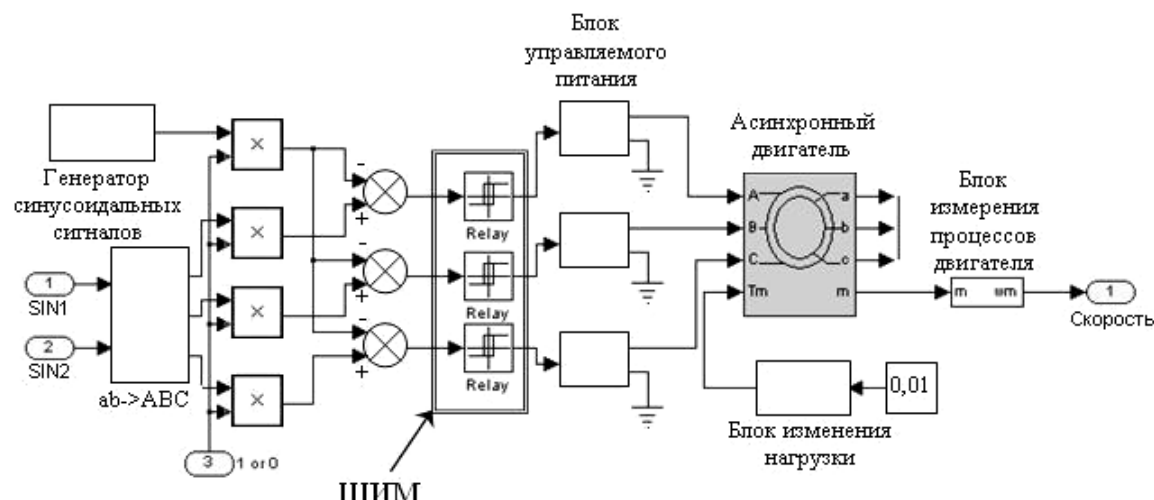 Блок
управляемого
питания
Асинхронный
двигатель
Генератор
синусоидальных
сигналов
×
×
×
×
-
+
-
+
-
+
Relay
Relay
Relay
A
B
C
Tm
a
b
c
m
Блок
измерения
процессов
двигателя
m ωm
1
Скорость
1
SIN1
2
SIN2
ab->ABC
3 1 or 0
0,01
Блок изменения
нагрузки
ШИМ